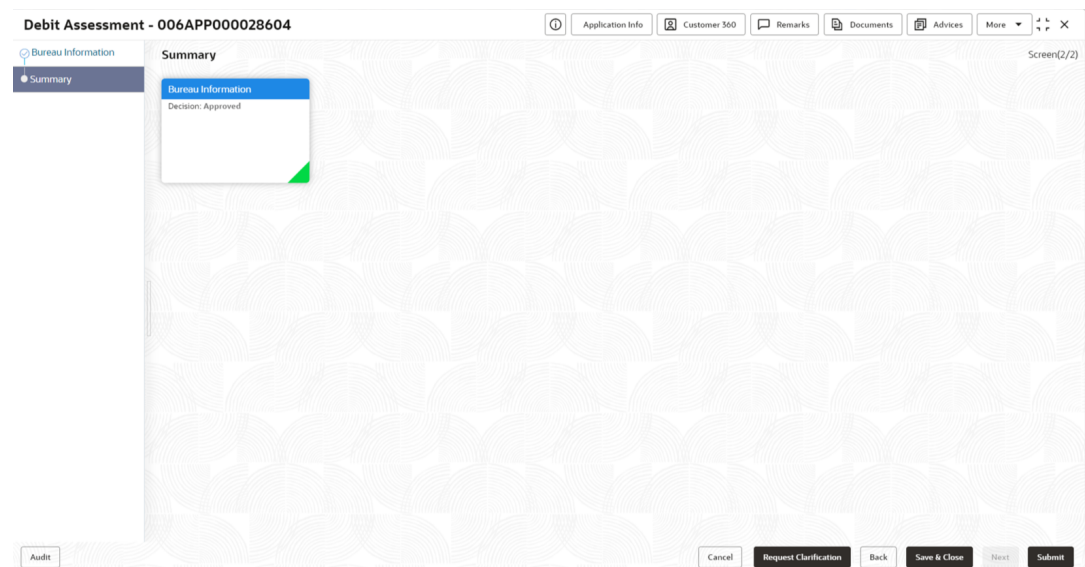 Debit Assessment - 006APP000028604
Application Info
Customer 360
Remarks
Documents
Advices
More
Bureau Information
Summary
Summary
Screen(2/2)
Bureau Information
Decision: Approved
Audit
Cancel
Request Clarification
Back
Save & Close
Next
Submit